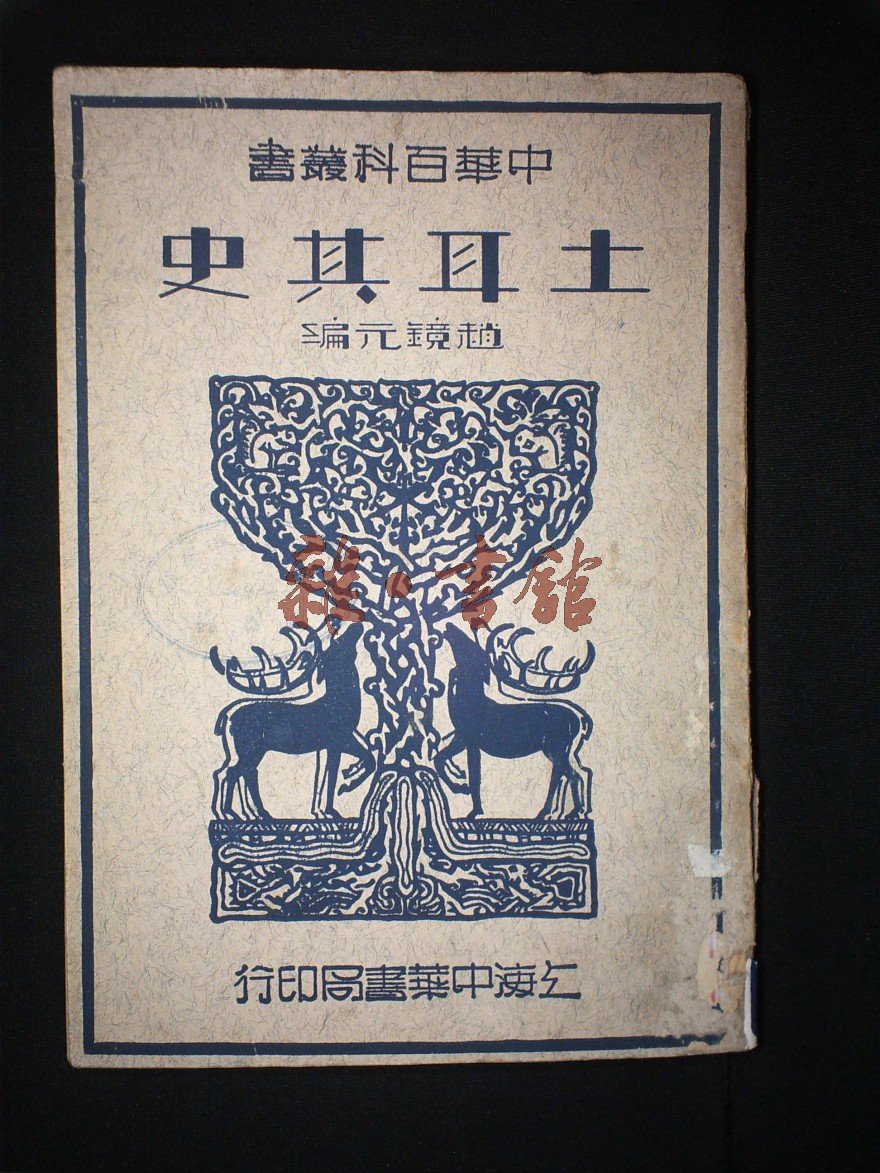 中華百科叢書
土耳其史
趙鏡元編
雜·書館
上海中華書局印行